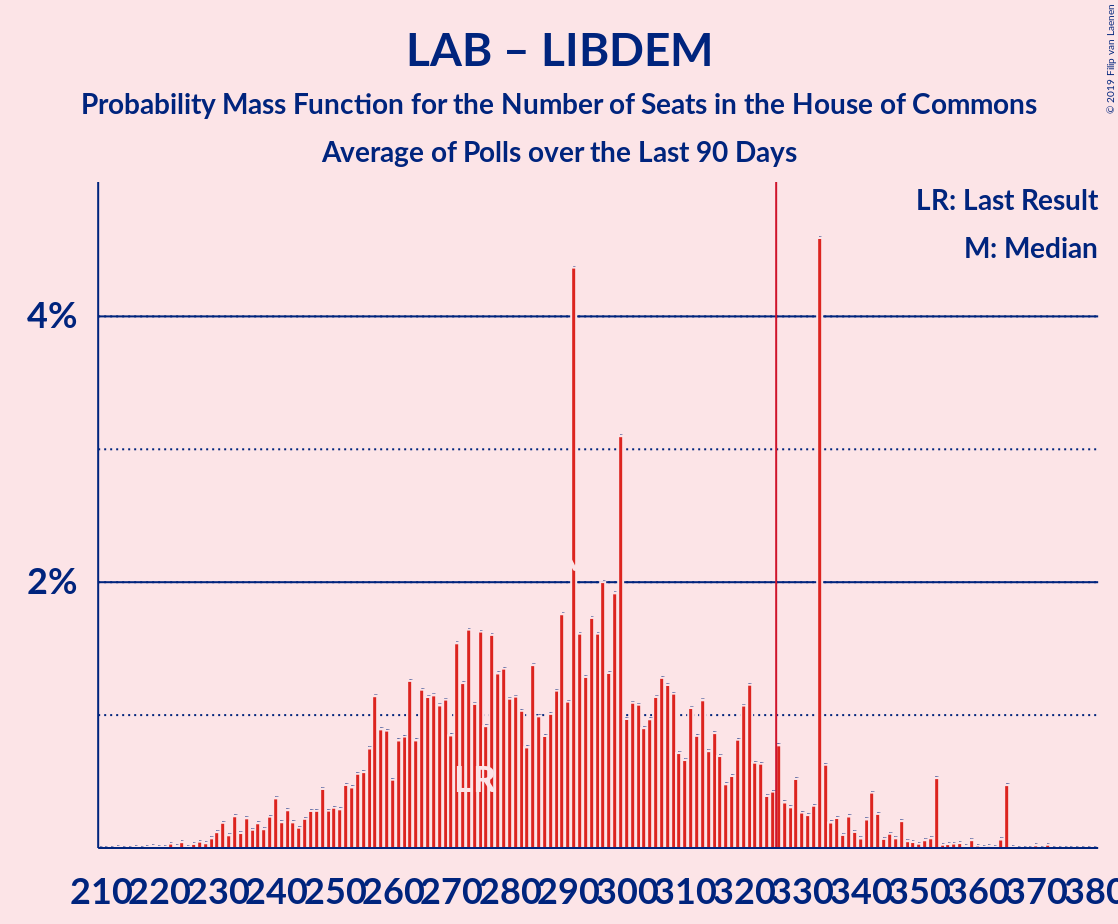 LAB – LIBDEM
Probability Mass Function for the Number of Seats in the House of Commons
Average of Polls over the Last 90 Days
© 2019 Filip van Laenen
LR: Last Result
M: Median
4%
2%
LR
210 220 230 240 250 260 270 280 290 300 310 320 330 340 350 360 370 380